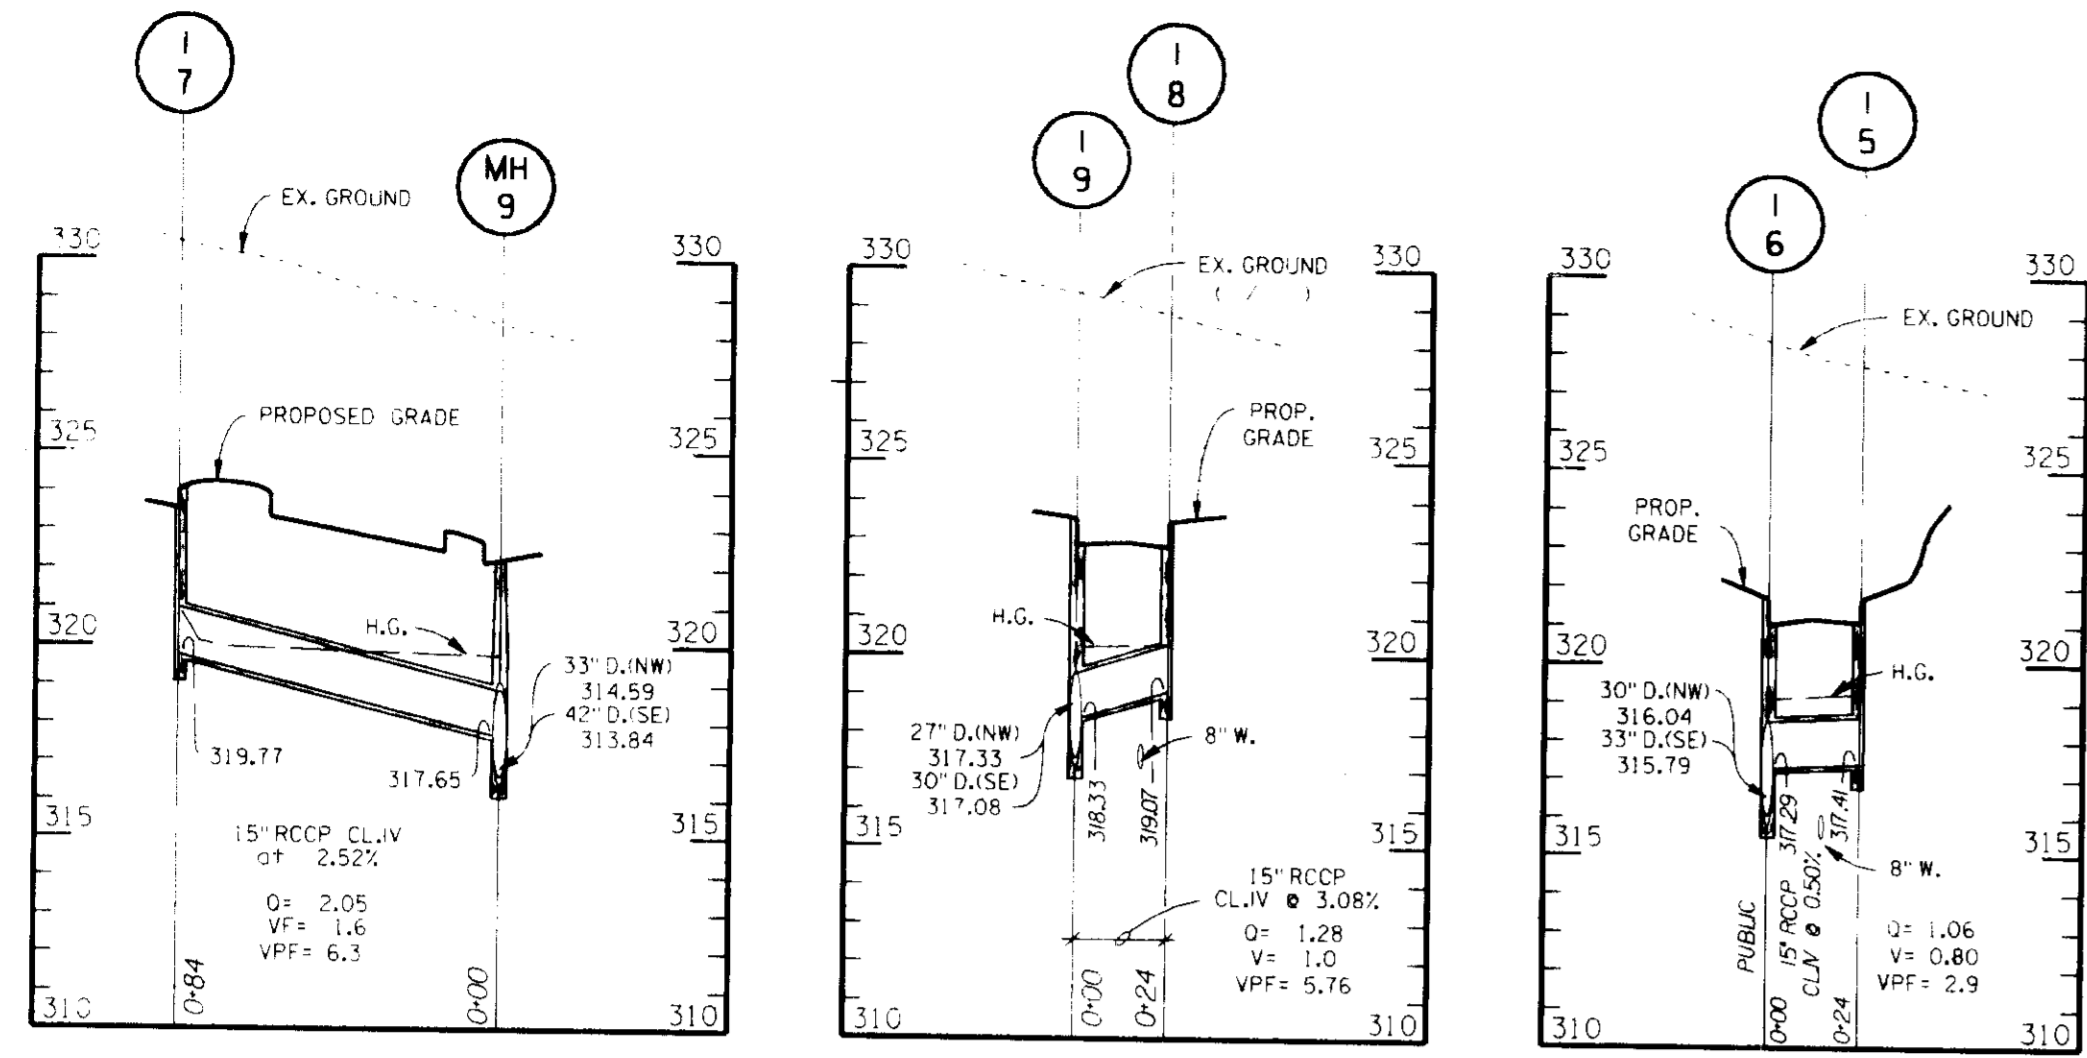 I
7
MH
9
EX. GROUND
330
330
PROPOSED GRADE
325
325
H.G.
320
320
33" D.(NW)
314.59
42" D.(SE)
313.84
319.77
317.65
315
315
15" RCCP CL.IV
at 2.52%
Q= 2.05
VF= 1.6
VPF= 6.3
0+84
0+00
310
310
I
8
I
9
EX. GROUND
330
330
PROP.
GRADE
325
325
H.G.
320
320
27" D.(NW)
317.33
30" D.(SE)
317.08
8" W.
318.33
319.07
315
315
15" RCCP
CL.IV @ 3.08%
Q= 1.28
V= 1.0
VPF= 5.76
0+00
0+24
310
310
I
5
I
6
EX. GROUND
330
330
325
325
PROP.
GRADE
H.G.
320
320
30" D.(NW)
316.04
33" D.(SE)
315.79
317.29
317.41
315
315
8" W.
PUBLIC
15" RCCP
CL.IV @ 0.50%
Q= 1.06
V= 0.80
VPF= 2.9
0+00
0+24
310
310